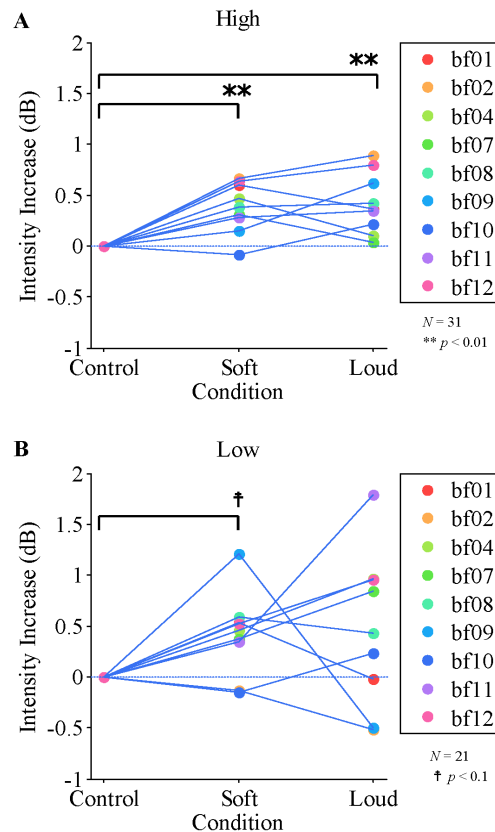 A
High
**
**
2
1.5
1
0.5
0
-0.5
-1
Intensity Increase (dB)
Control
Soft
Loud
Condition
bf01
bf02
bf04
bf07
bf08
bf09
bf10
bf11
bf12
N = 31
** p < 0.01
B
Low
☨
2
1.5
1
0.5
0
-0.5
-1
Intensity Increase (dB)
Control
Soft
Loud
Condition
bf01
bf02
bf04
bf07
bf08
bf09
bf10
bf11
bf12
N = 21
☨ p < 0.1